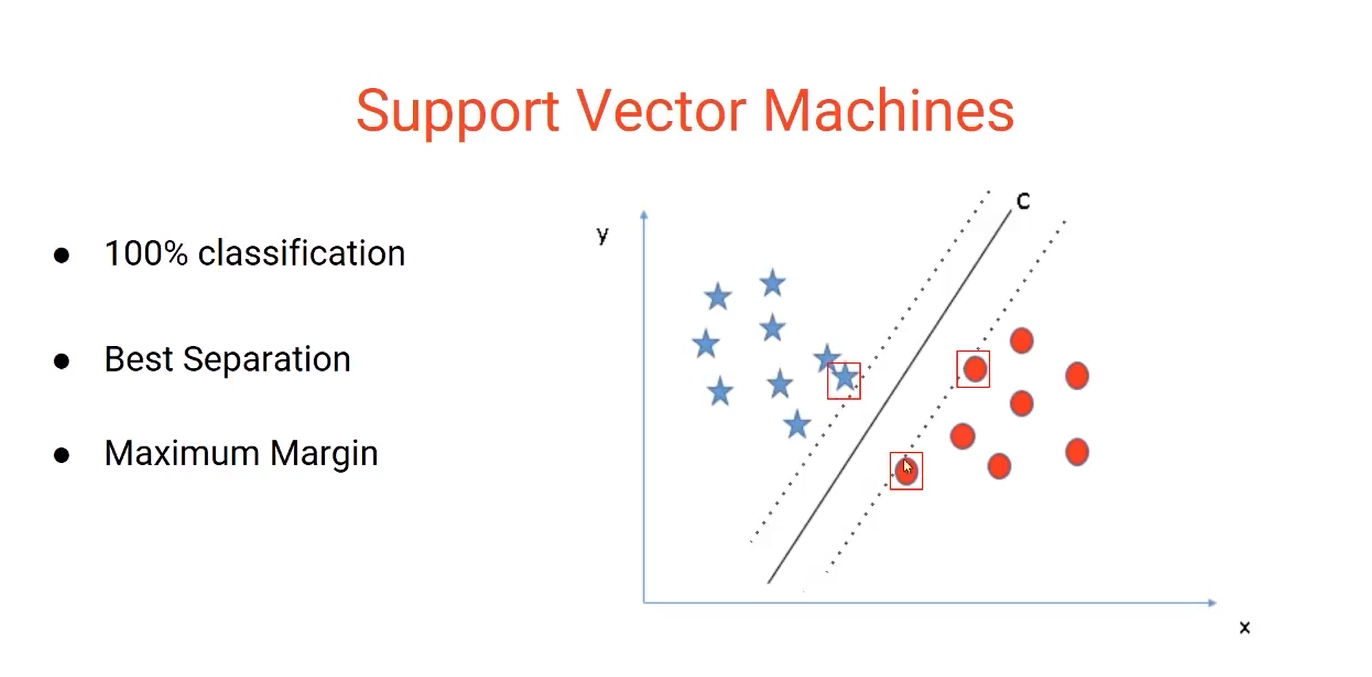 Support Vector Machines
● 100% classification
● Best Separation
● Maximum Margin
y
C
x